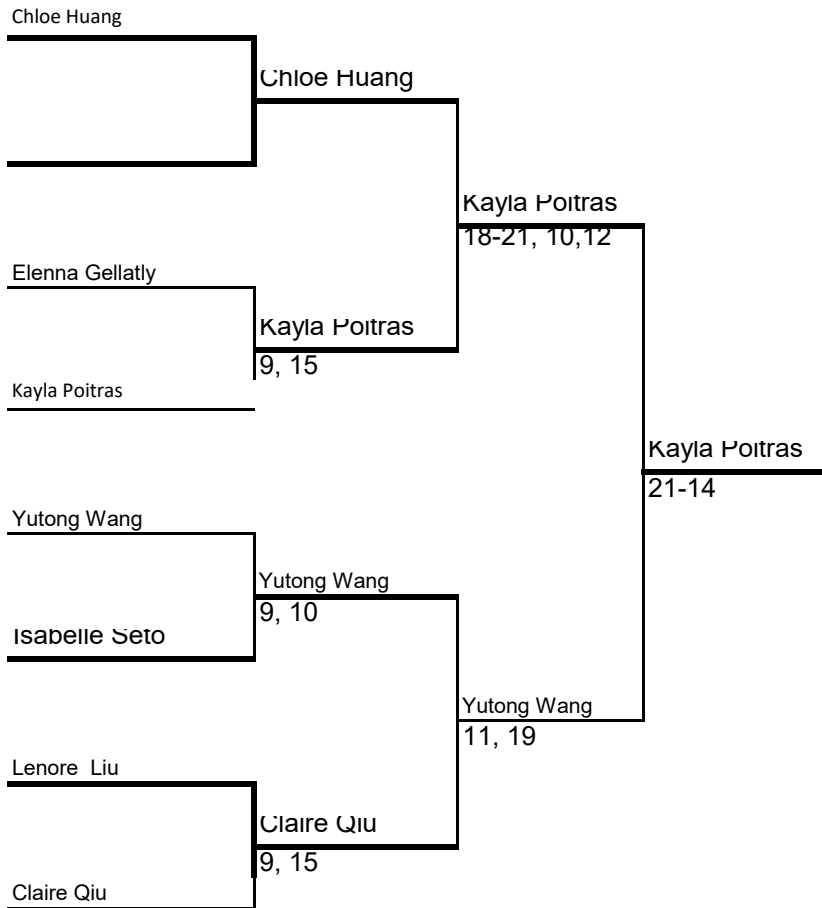 Chloe Huang
Chloe Huang
Kayla Poitras
18-21, 10,12
Elenna Gellatly
Kayla Poitras
9, 15
Kayla Poitras
Kayla Poitras
21-14
Yutong Wang
Yutong Wang
9, 10
Isabelle Seto
Yutong Wang
11, 19
Lenore  Liu
Claire Qiu
9, 15
Claire Qiu